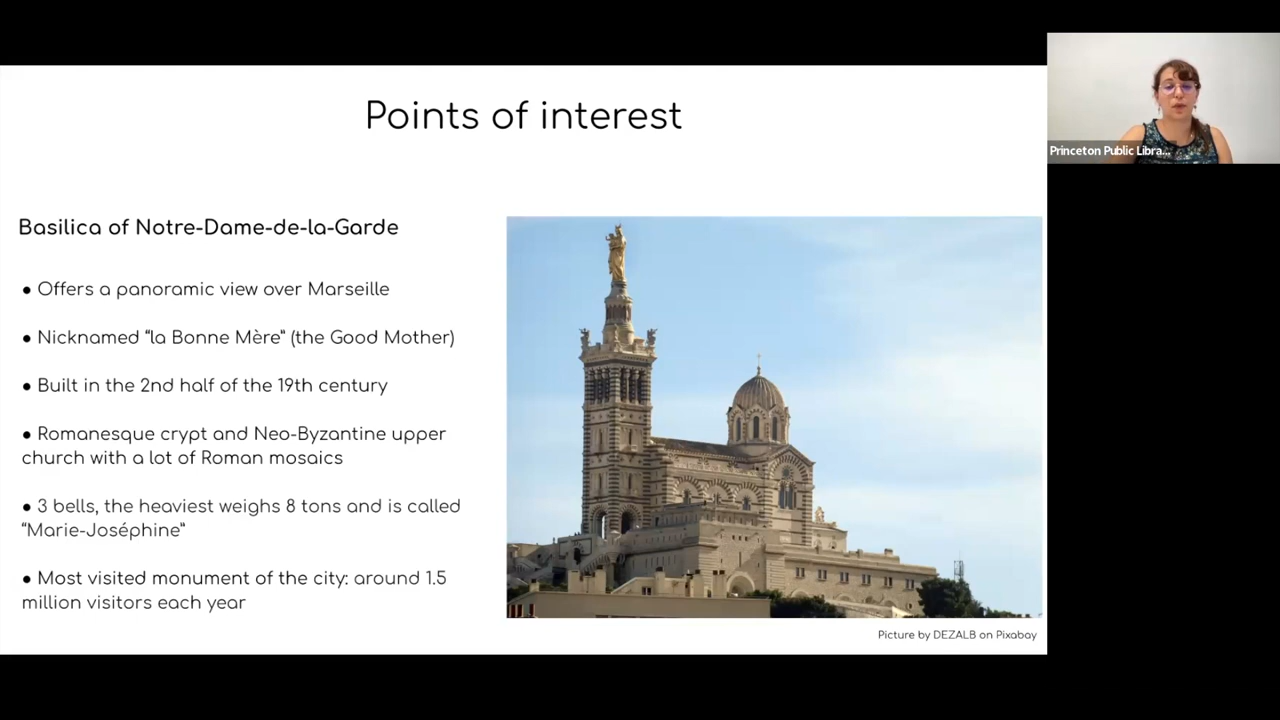 Points of interest
Basilica of Notre-Dame-de-la-Garde
● Offers a panoramic view over Marseille
● Nicknamed “la Bonne Mère” (the Good Mother)
● Built in the 2nd half of the 19th century
● Romanesque crypt and Neo-Byzantine upper
church with a lot of Roman mosaics
● 3 bells, the heaviest weighs 8 tons and is called
“Marie-Joséphine”
● Most visited monument of the city: around 1.5
million visitors each year
Picture by DEZALB on Pixabay
Princeton Public Libra...